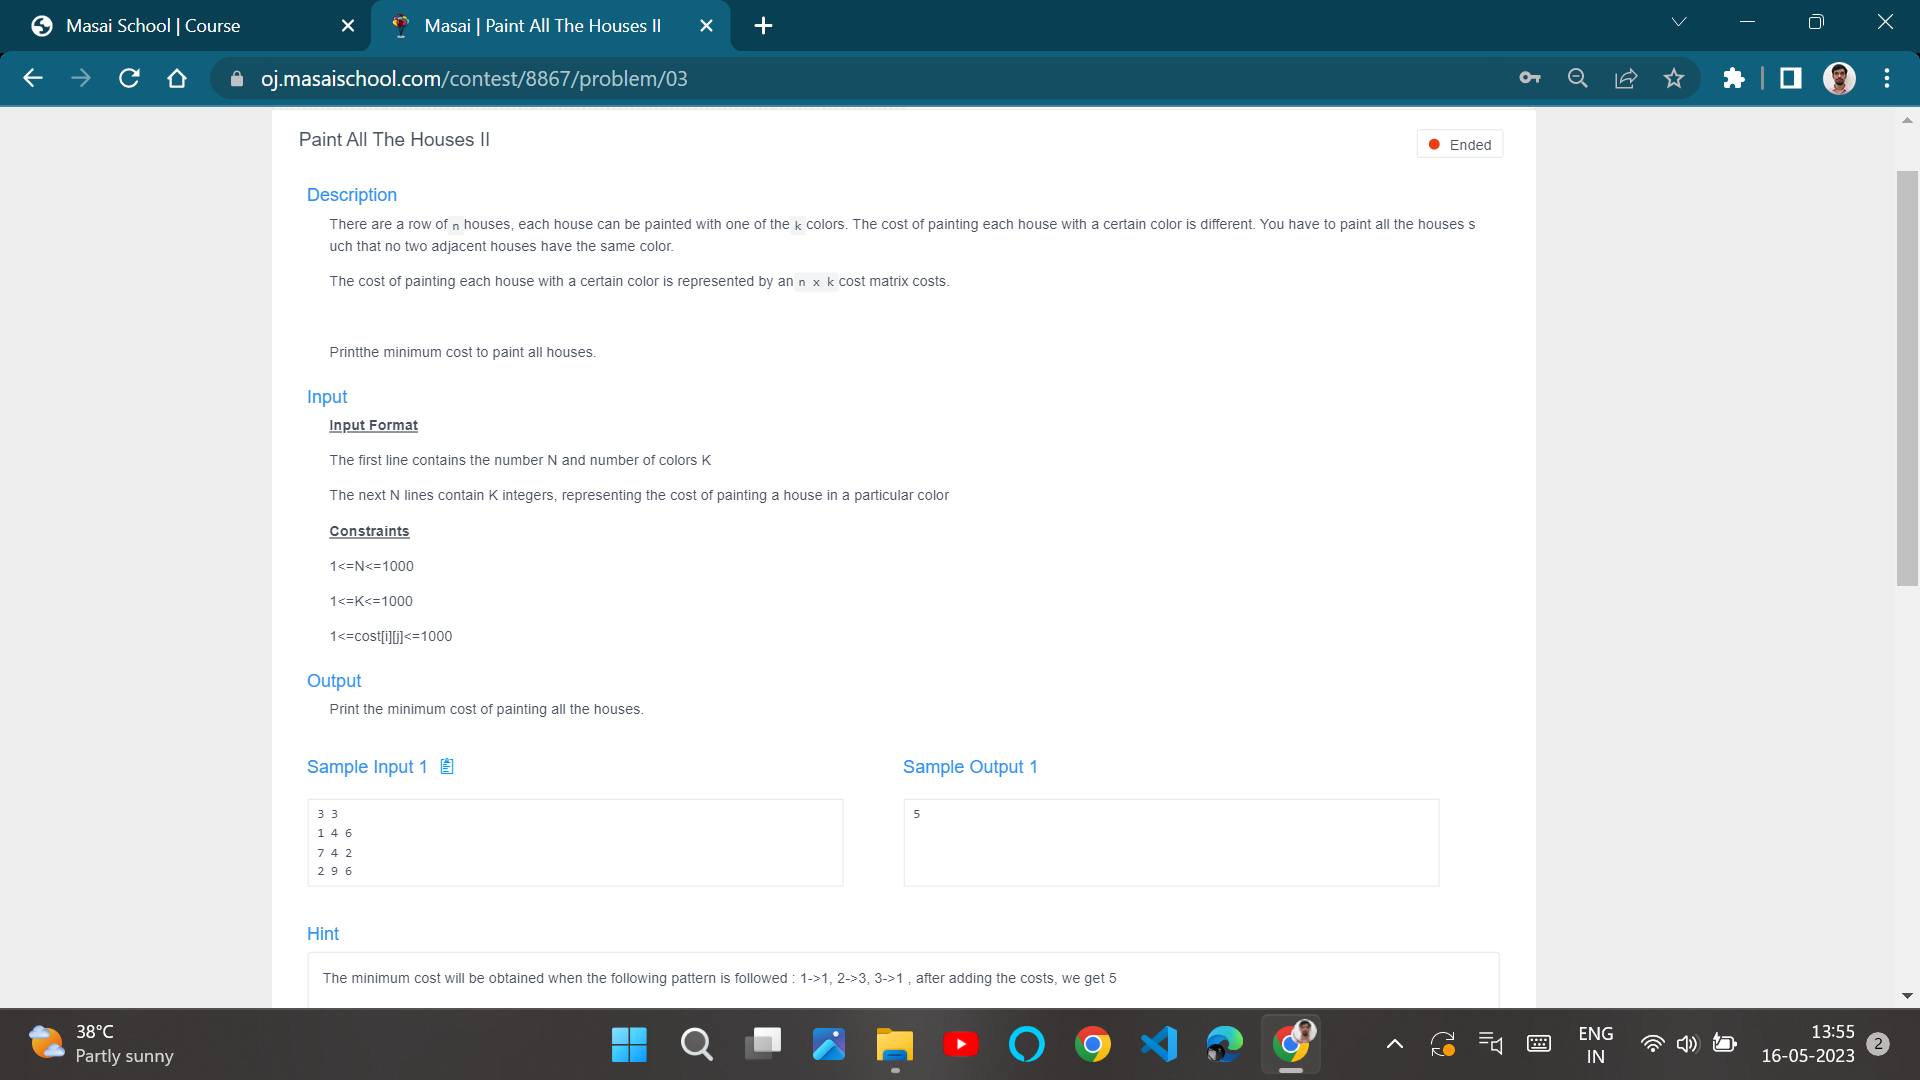 Masai School | Course
Masai | Paint All The Houses II
oj.masaischool.com/contest/8867/problem/03
Paint All The Houses II
Ended
Description
There are a row of n houses, each house can be painted with one of the k colors. The cost of painting each house with a certain color is different. You have to paint all the houses s
uch that no two adjacent houses have the same color.
The cost of painting each house with a certain color is represented by an n x k cost matrix costs.
Printthe minimum cost to paint all houses.
Input
Input Format
The first line contains the number N and number of colors K
The next N lines contain K integers, representing the cost of painting a house in a particular color
Constraints
1<=N<=1000
1<=K<=1000
1<=cost[i][j]<=1000
Output
Print the minimum cost of painting all the houses.
Sample Input 1
Sample Output 1
3 3
1 4 6
7 4 2
2 9 6
5
Hint
The minimum cost will be obtained when the following pattern is followed : 1->1, 2->3, 3->1 , after adding the costs, we get 5
38°C
Partly sunny
ENG
IN
13:55
16-05-2023
2